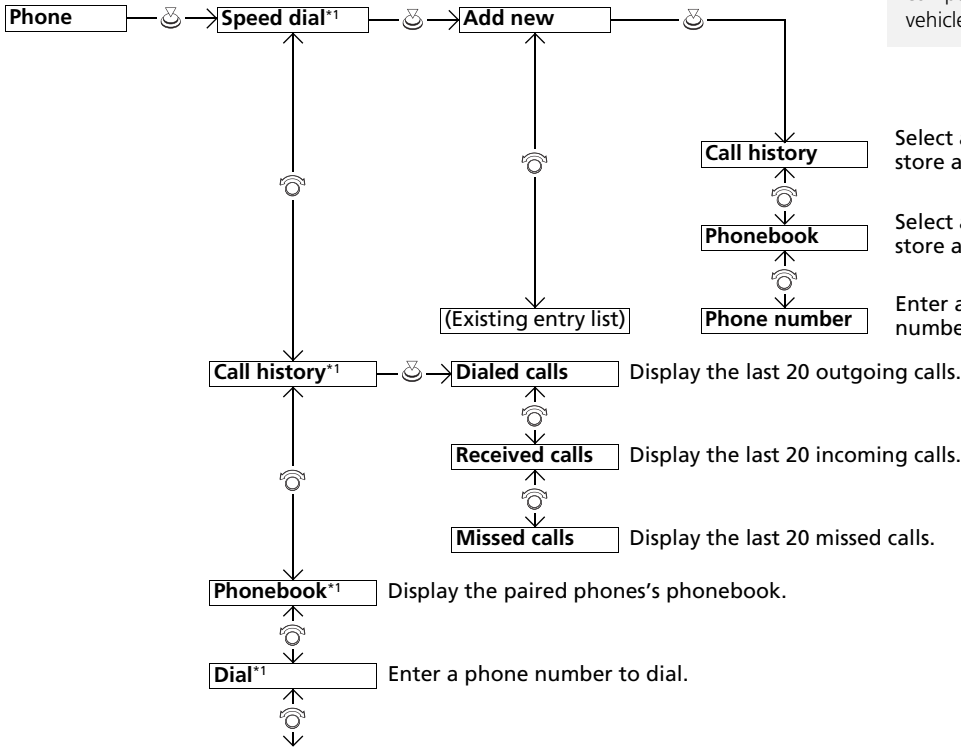 vehicle
Phone
Speed dial*1
Add new
Call history
Select
store
Phonebook
Select
store
(Existing entry list)
Phone number
Enter
Call history*1
Dialed calls
Display the last 20 outgoing calls.
Received calls
Display the last 20 incoming calls.
Missed calls
Display the last 20 missed calls.
Phonebook*1
Display the paired phones's phonebook.
Dial*1
Enter a phone number to dial.